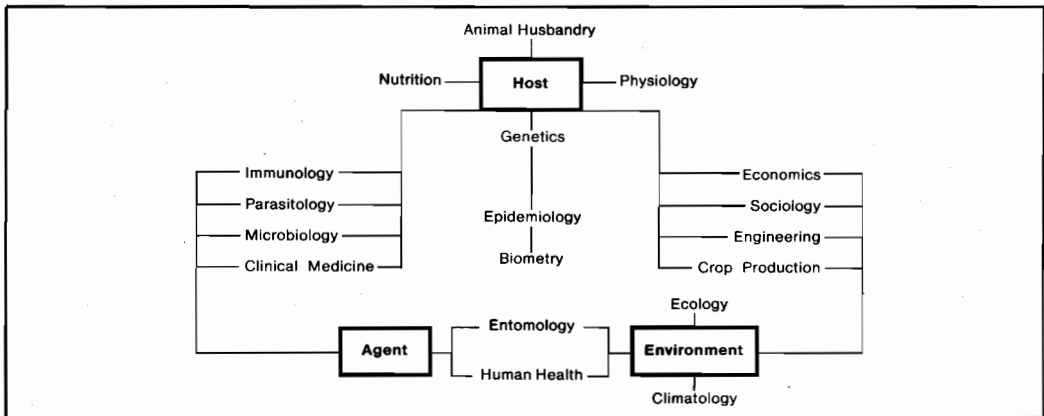 Animal Husbandry
Nutrition
Host
Physiology
Genetics
Immunology
Economics
Parasitology
Sociology
Epidemiology
Microbiology
Engineering
Biometry
Clinical Medicine
Crop Production
Ecology
Entomology
Agent
Environment
Human Health
Climatology